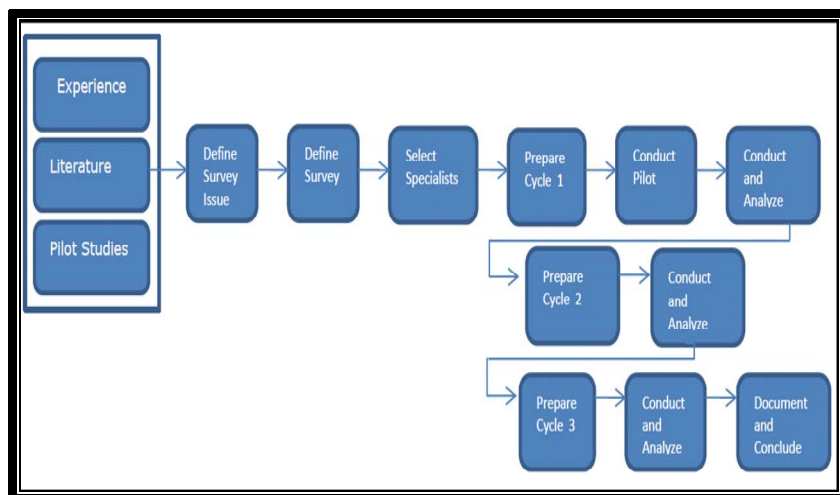 Experience
Literature
Pilot Studies
Define
Survey
Issue
Define
Survey
Select
Specialists
Prepare
Cycle 1
Conduct
Pilot
Conduct
and
Analyze
Prepare
Cycle 2
Conduct
and
Analyze
Prepare
Cycle 3
Conduct
and
Analyze
Document
and
Conclude